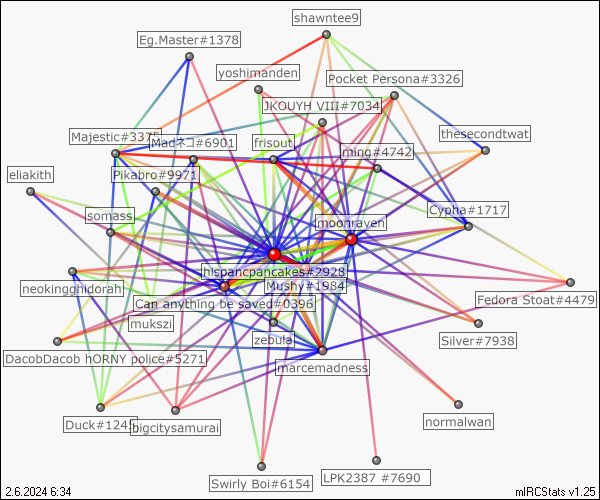 shawntee9
Eg.Master#1378
yoshimanden
Pocket Persona#3326
JKOUYH VIII#7034
thesecondtwat
Majestic#3375
Madネコ#6901
frisout
ming#4742
eliakith
Pikabro#9971
somass
moonraven
Cypha#1717
hispancpancakes#2928
Mushy#1984
neokingghidorah
Can anything be saved#0396
Fedora Stoat#4479
mukszi
zebula
Silver#7938
DacobDacob hORNY police#5271
marcemadness
Duck#1245
bigcitysamurai
normalwan
Swirly Boi#6154
LPK2387 #7690
2.6.2024 6:34
mIRCStats v1.25